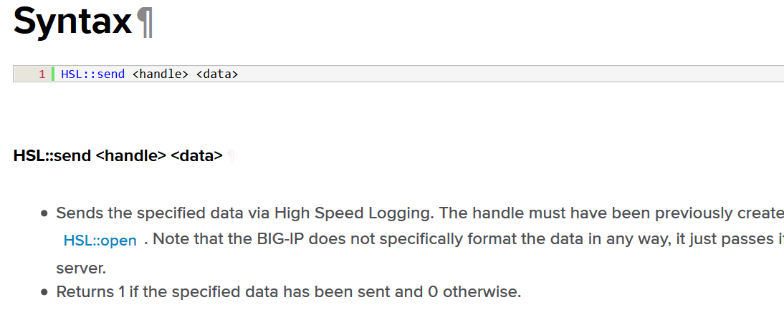 Syntax¶
1 HSL::send <handle> <data>
HSL::send <handle> <data> ¶
• Sends the specified data via High Speed Logging. The handle must have been previously create
HSL::open . Note that the BIG-IP does not specifically format the data in any way, it just passes
server.
• Returns 1 if the specified data has been sent and 0 otherwise.